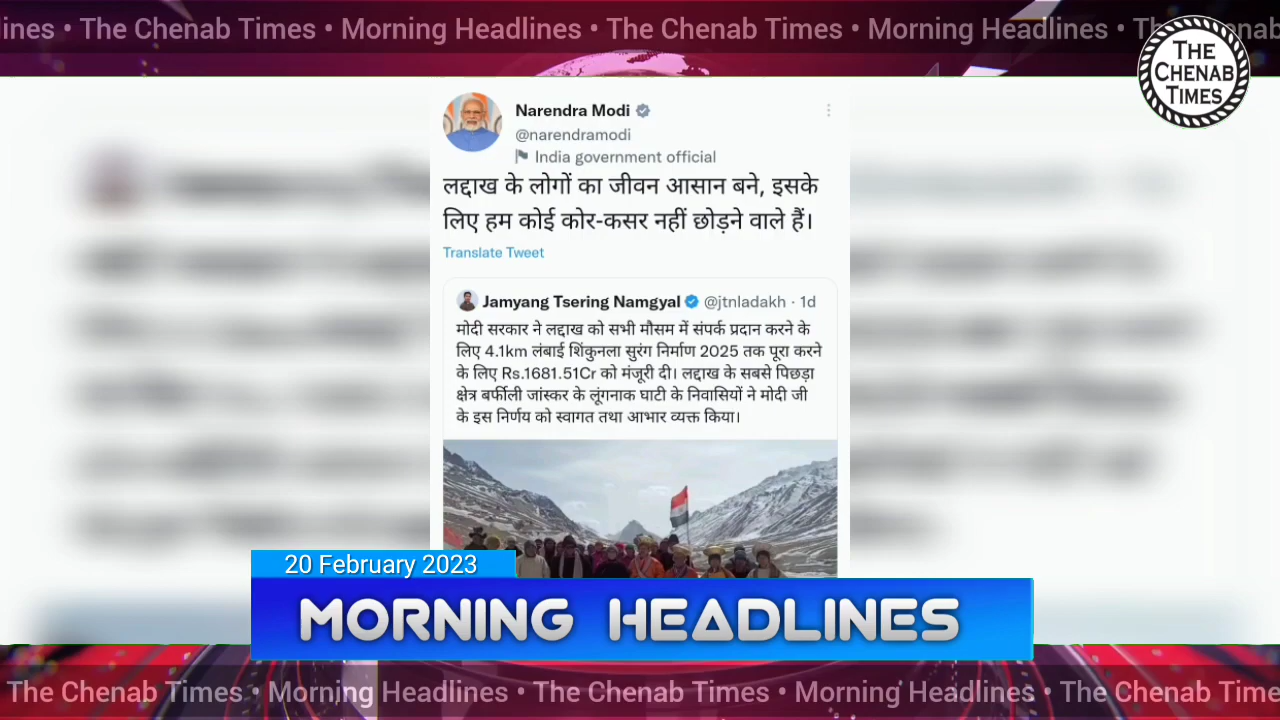 lines • The Chenab Times • Morning Headlines • The Chenab Times • Morning Headlines • The Chenab
THE
CHENAB
TIMES
Narendra Modi
@narendramodi
India government official
लद्दाख के लोगों का जीवन आसान बने, इसके
लिए हम कोई कोर-कसर नहीं छोड़ने वाले हैं।
Translate Tweet
Jamyang Tsering Namgyal @jtnladakh · 1d
मोदी सरकार ने लद्दाख को सभी मौसम में संपर्क प्रदान करने के
लिए 4.1km लंबाई शिंकुनला सुरंग निर्माण 2025 तक पूरा करने
के लिए Rs.1681.51Cr को मंजूरी दी। लद्दाख के सबसे पिछड़ा
क्षेत्र बर्फीली जांस्कर के लूंगनाक घाटी के निवासियों ने मोदी जी
के इस निर्णय को स्वागत तथा आभार व्यक्त किया।
20 February 2023
MORNING HEADLINES
The Chenab Times • Morning Headlines • The Chenab Times • Morning Headlines • The Chenab Time